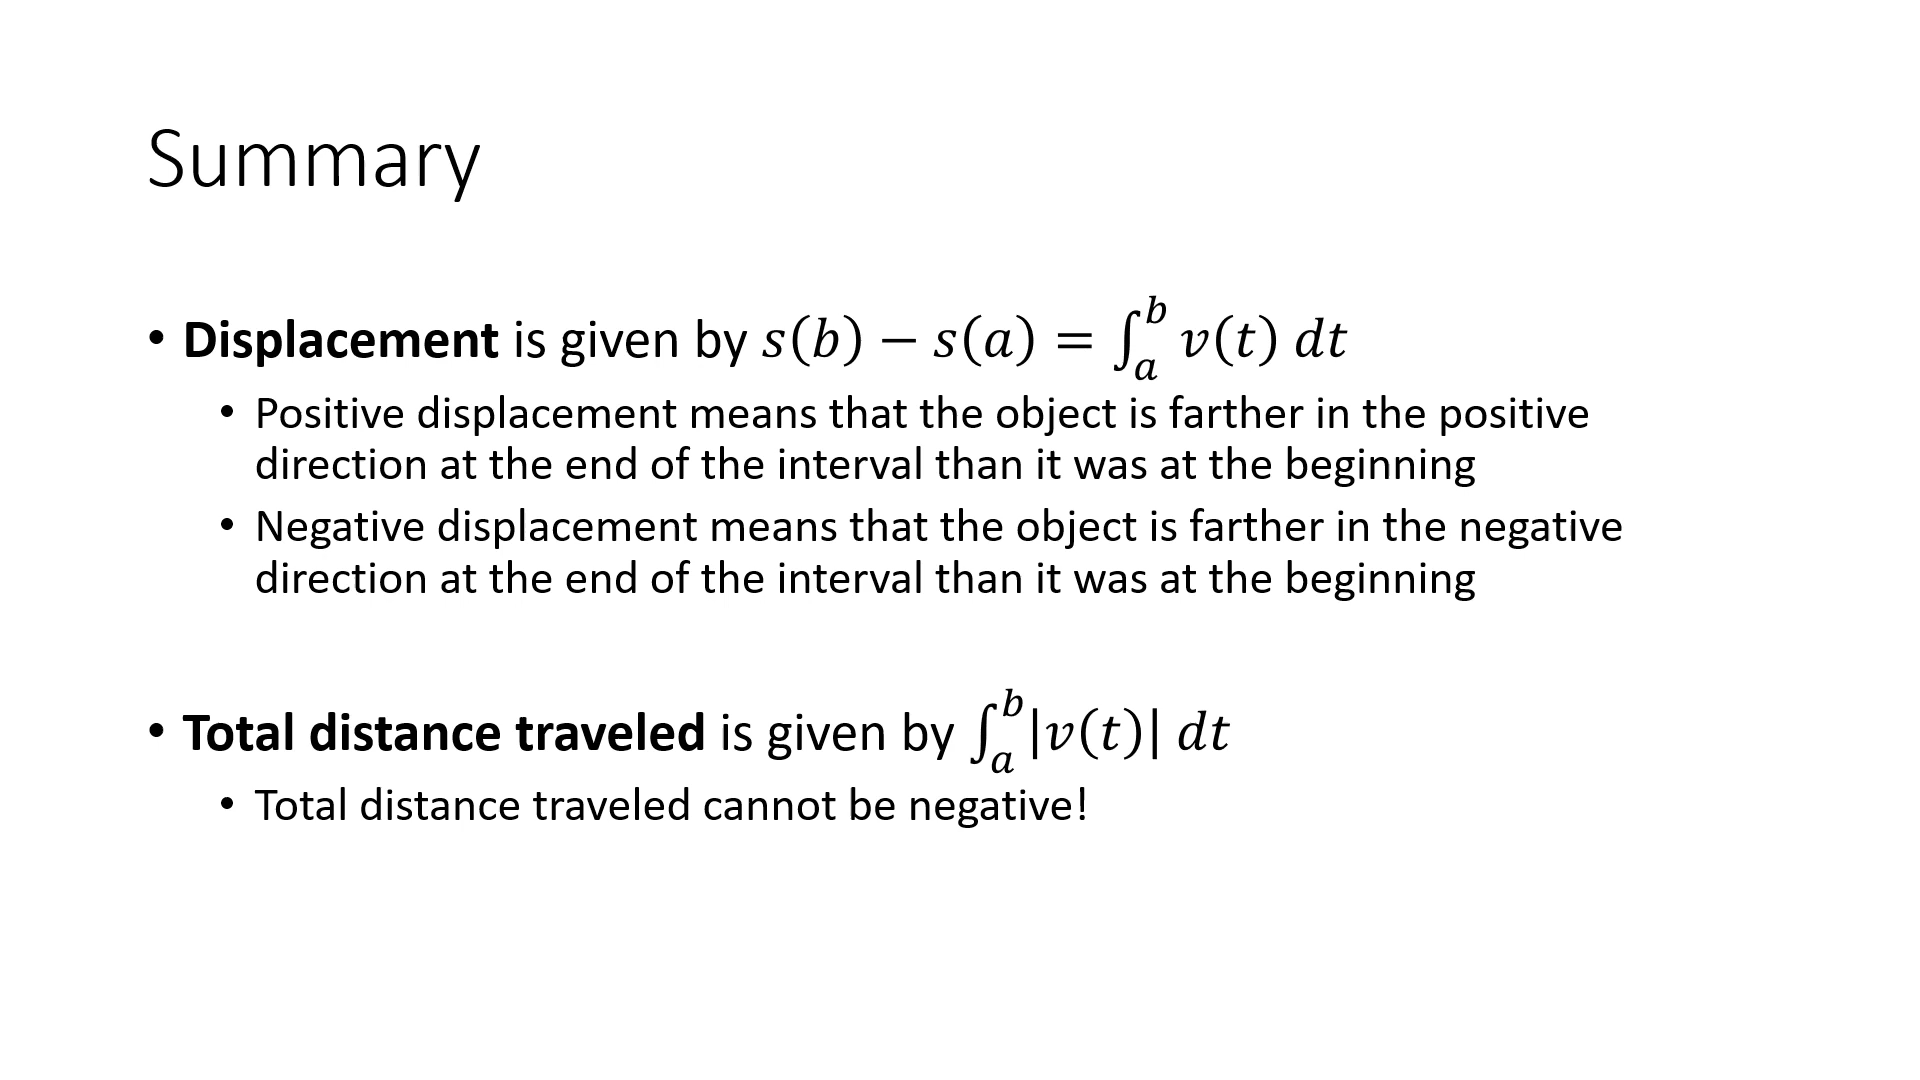 Summary
• Displacement is given by s(b) − s(a) = ∫_a^b v(t) dt
• Positive displacement means that the object is farther in the positive
direction at the end of the interval than it was at the beginning
• Negative displacement means that the object is farther in the negative
direction at the end of the interval than it was at the beginning
• Total distance traveled is given by ∫_a^b |v(t)| dt
• Total distance traveled cannot be negative!